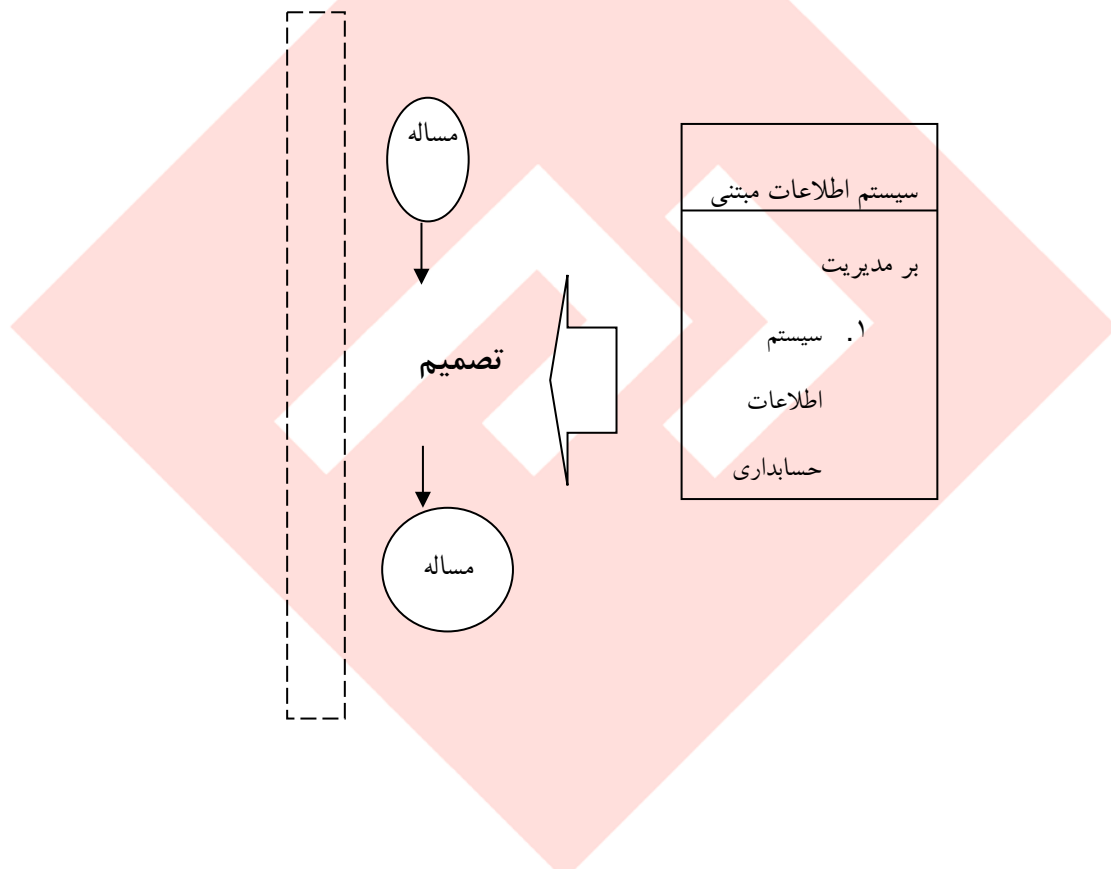 مساله
سیستم اطلاعات مبتنی
بر مدیریت
۱. سیستم
اطلاعات
حسابداری
تصمیم
مساله